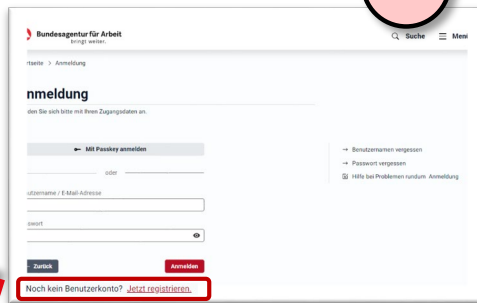 Bundesagentur für Arbeit
bringt weiter.
Suche Menü
rtseite > Anmeldung
nmeldung
den Sie sich bitte mit Ihren Zugangsdaten an.
Mit Passkey anmelden
oder
utzername / E-Mail-Adresse
swort
Zurück Anmelden
→ Benutzernamen vergessen
→ Passwort vergessen
Hilfe bei Problemen rundum Anmeldung
Noch kein Benutzerkonto? Jetzt registrieren.